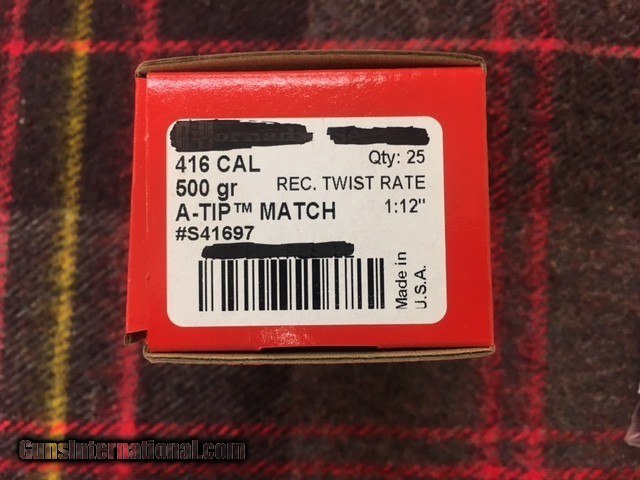 416 CAL Qty: 25
500 gr REC. TWIST RATE
A-TIP™ MATCH 1:12"
#S41697
Made in
U.S.A.
GunsInternational.com